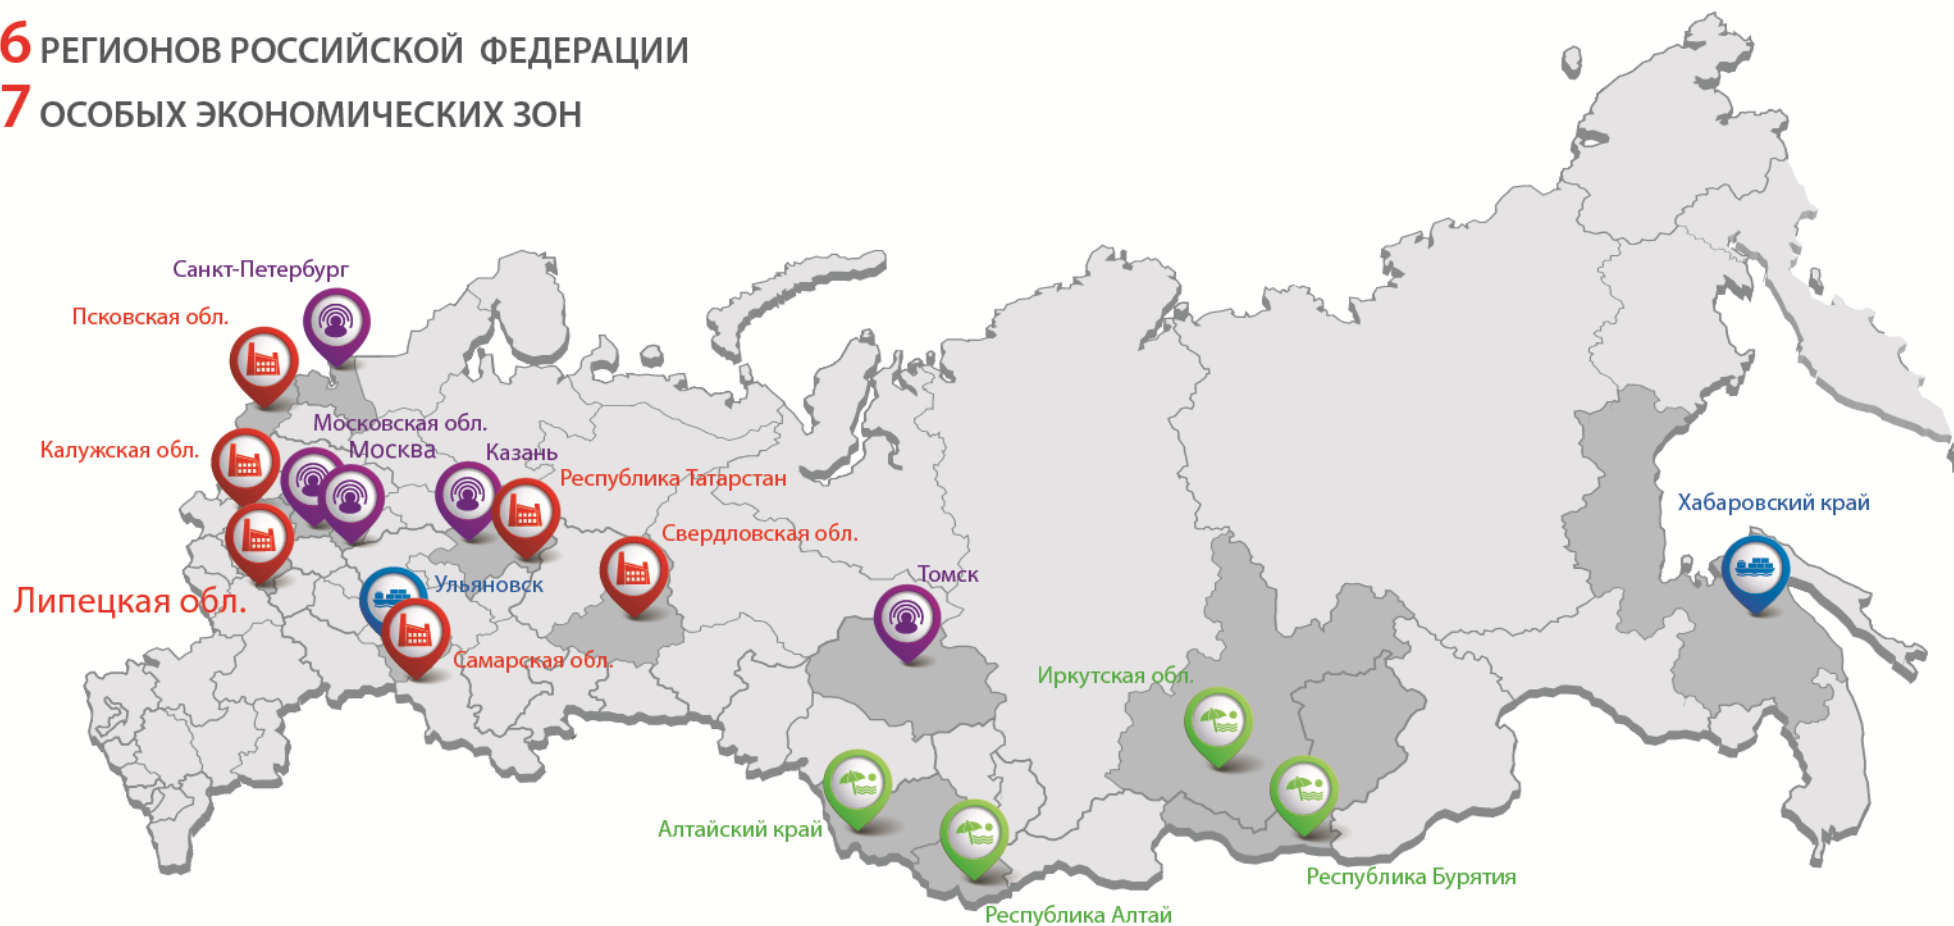 6 РЕГИОНОВ РОССИЙСКОЙ ФЕДЕРАЦИИ
7 ОСОБЫХ ЭКОНОМИЧЕСКИХ ЗОН
Санкт-Петербург
Псковская обл.
Московская обл.
Калужская обл.
Москва
Казань
Республика Татарстан
Хабаровский край
Свердловская обл.
Томск
Ульяновск
Липецкая обл.
Самарская обл.
Иркутская обл.
Алтайский край
Республика Бурятия
Республика Алтай